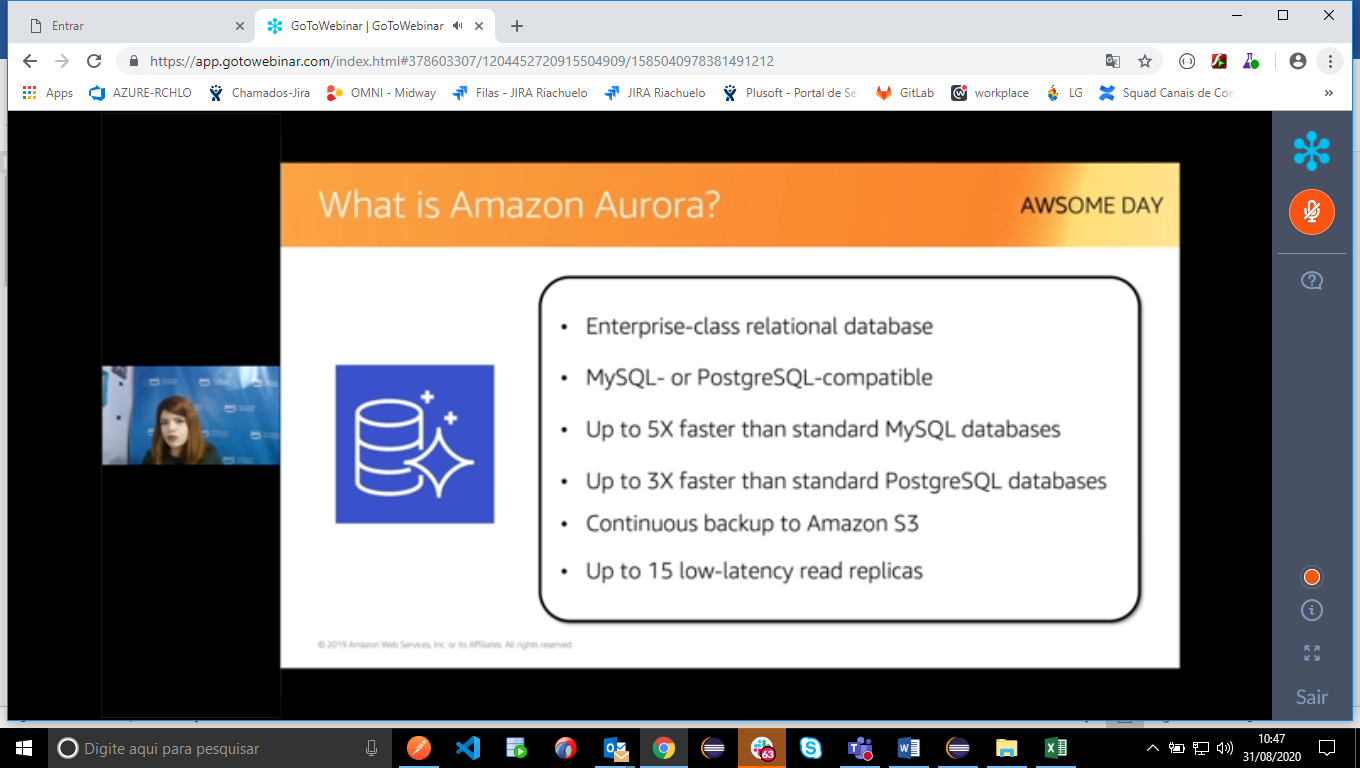 Entrar
GoToWebinar | GoToWebinar
https://app.gotowebinar.com/index.html#378603307/1204452720915504909/1585040978381491212
Apps AZURE-RCHLO Chamados-Jira OMNI - Midway Filas - JIRA Riachuelo JIRA Riachuelo Plusoft - Portal de Se GitLab workplace LG Squad Canais de Con »
What is Amazon Aurora?
AWSOME DAY
• Enterprise-class relational database
• MySQL- or PostgreSQL-compatible
• Up to 5X faster than standard MySQL databases
• Up to 3X faster than standard PostgreSQL databases
• Continuous backup to Amazon S3
• Up to 15 low-latency read replicas
© 2019 Amazon Web Services, Inc. or its Affiliates. All rights reserved.
Sair
Digite aqui para pesquisar
63
10:47
31/08/2020